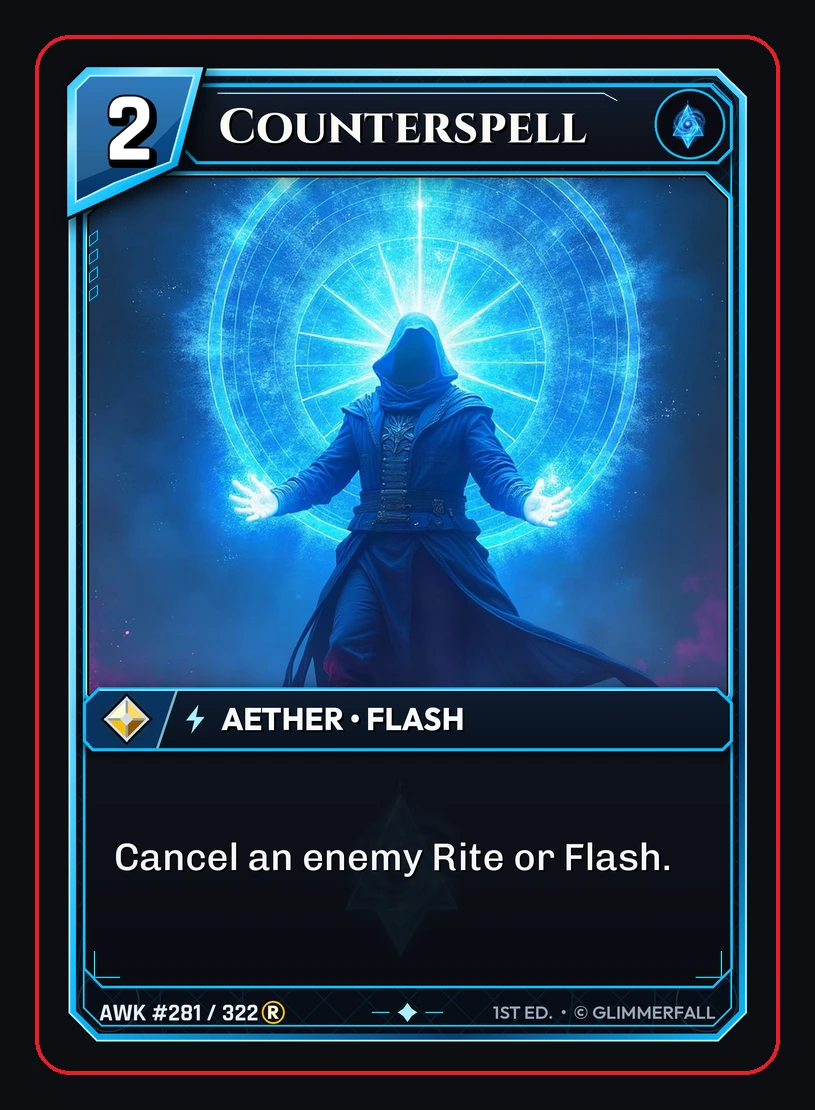 2
COUNTERSPELL
AETHER • FLASH
Cancel an enemy Rite or Flash.
AWK #281 / 322 R
1ST ED. • © GLIMMERFALL